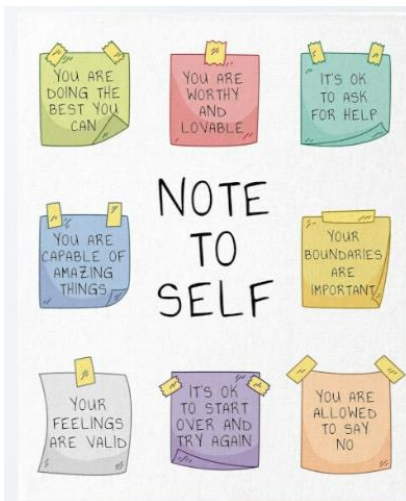 YOU ARE
DOING THE
BEST YOU
CAN
YOU ARE
WORTHY
AND
LOVABLE
IT'S OK
TO ASK
FOR HELP
YOU ARE
CAPABLE OF
AMAZING
THINGS
NOTE
TO
SELF
YOUR
BOUNDARIES
ARE
IMPORTANT
YOUR
FEELINGS
ARE VALID
IT'S OK
TO START
OVER AND
TRY AGAIN
YOU ARE
ALLOWED
TO SAY
NO